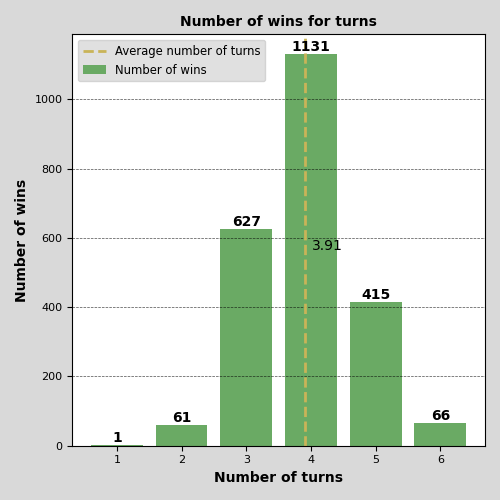 Number of wins for turns
Average number of turns
Number of wins
1131
1000
800
627
600
3.91
415
400
200
61
66
1
0
1 2 3 4 5 6
Number of wins
Number of turns